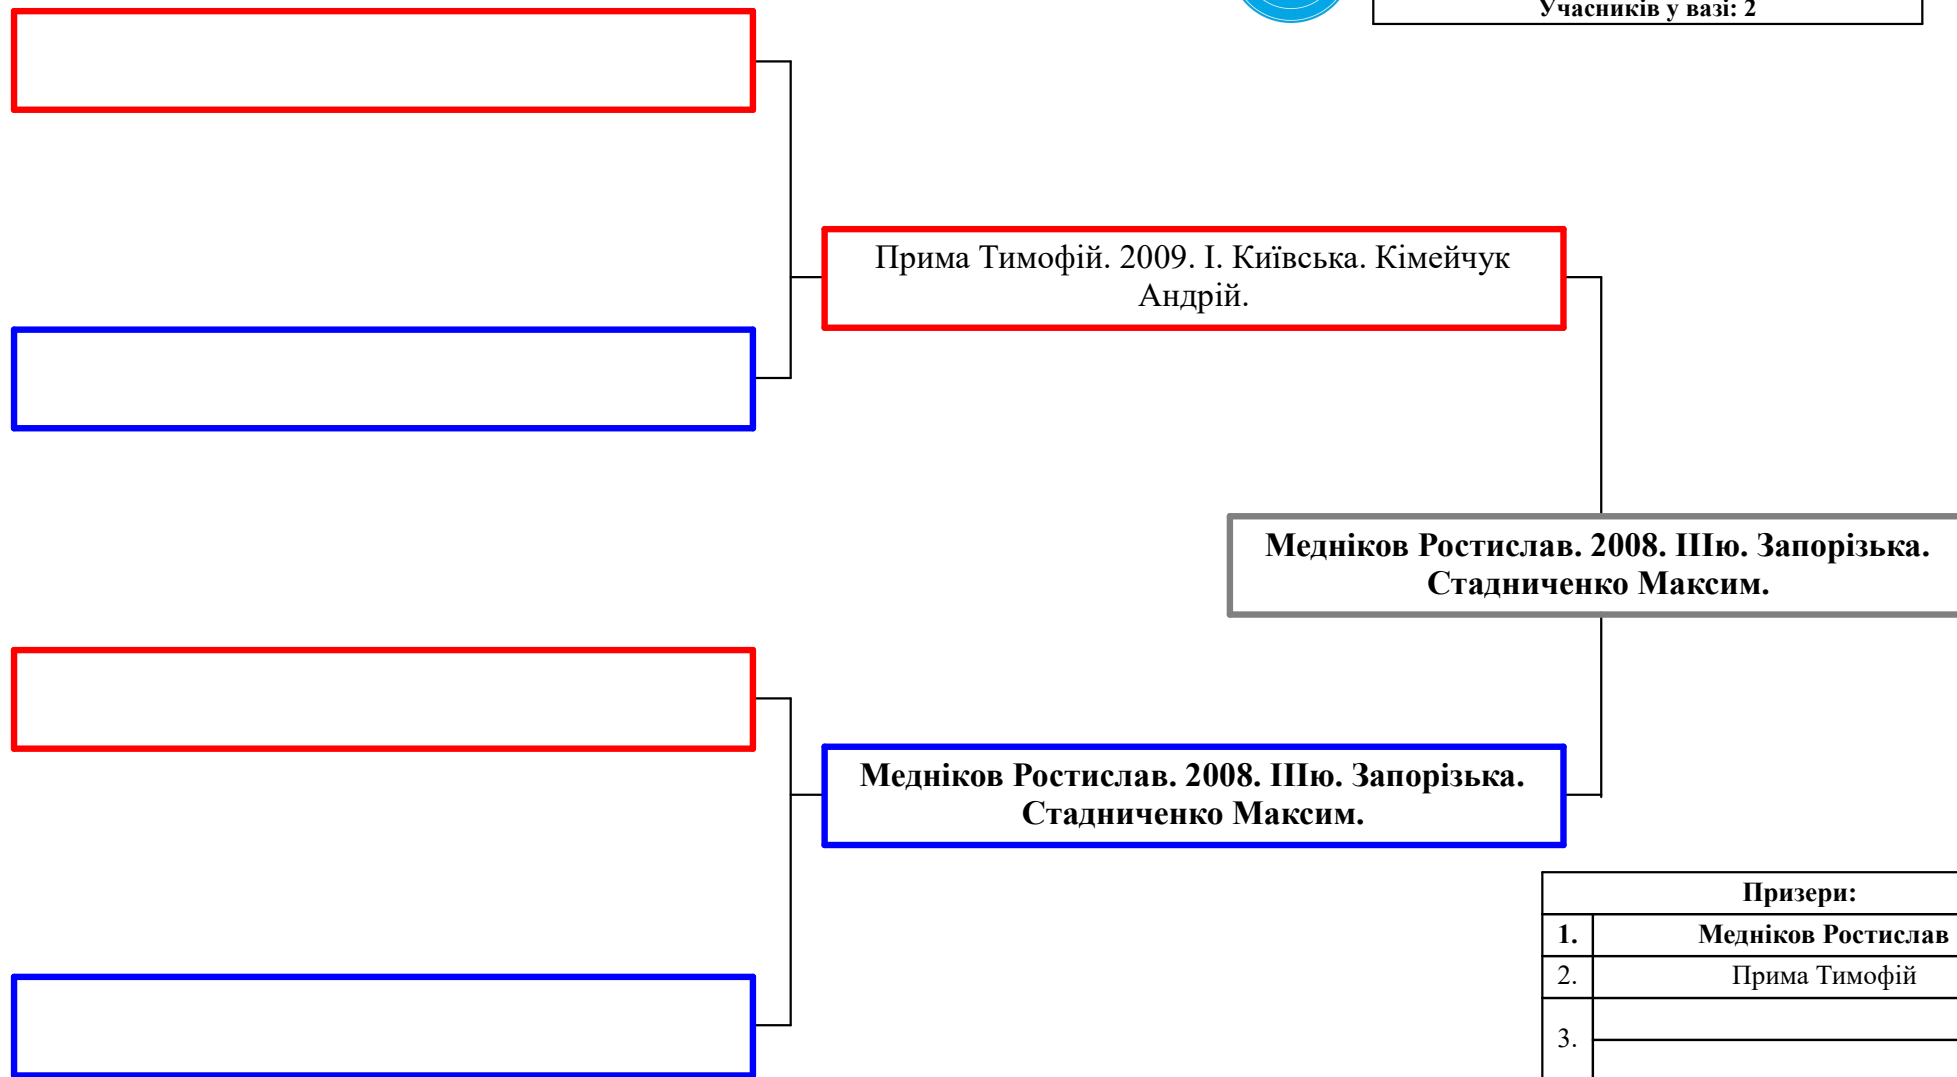 Учасників у вазі: 2
Прима Тимофій. 2009. І. Київська. Кімейчук
Андрій.
Медніков Ростислав. 2008. ІІІю. Запорізька.
Стадниченко Максим.
Медніков Ростислав. 2008. ІІІю. Запорізька.
Стадниченко Максим.
Призери:
1. Медніков Ростислав
2. Прима Тимофій
3.